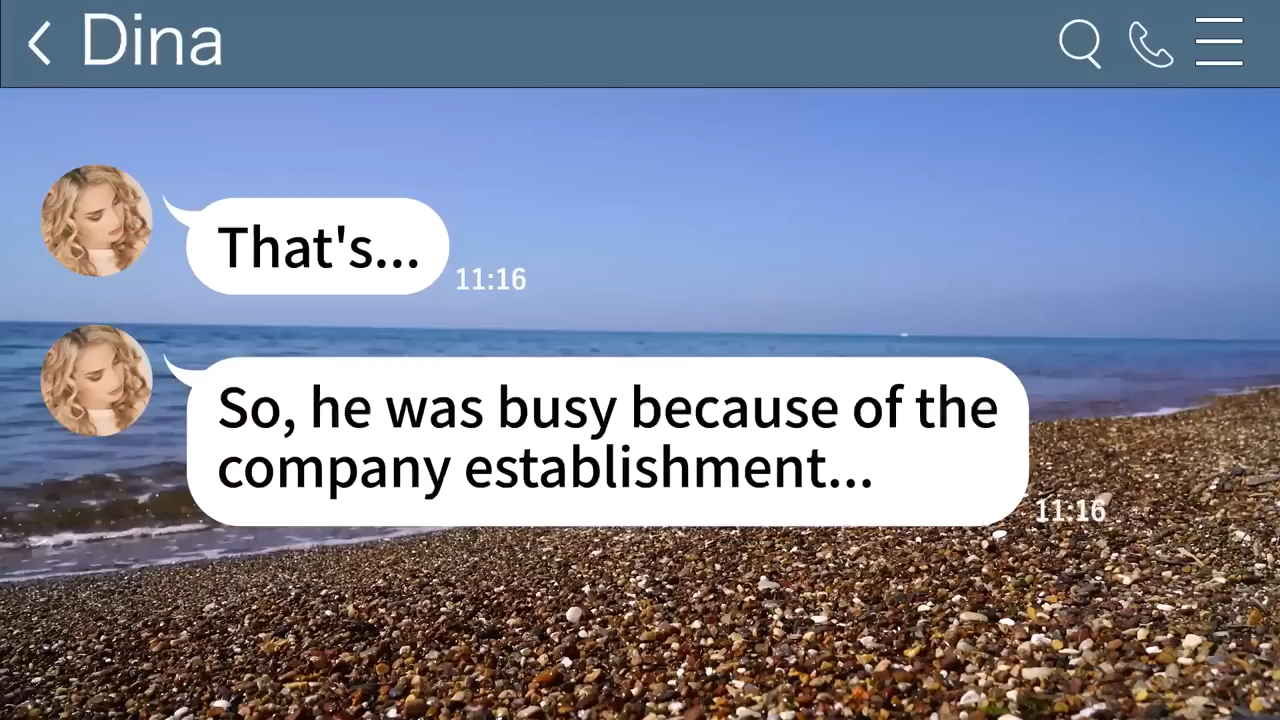 Dina
That's...
11:16
So, he was busy because of the
company establishment...
11:16